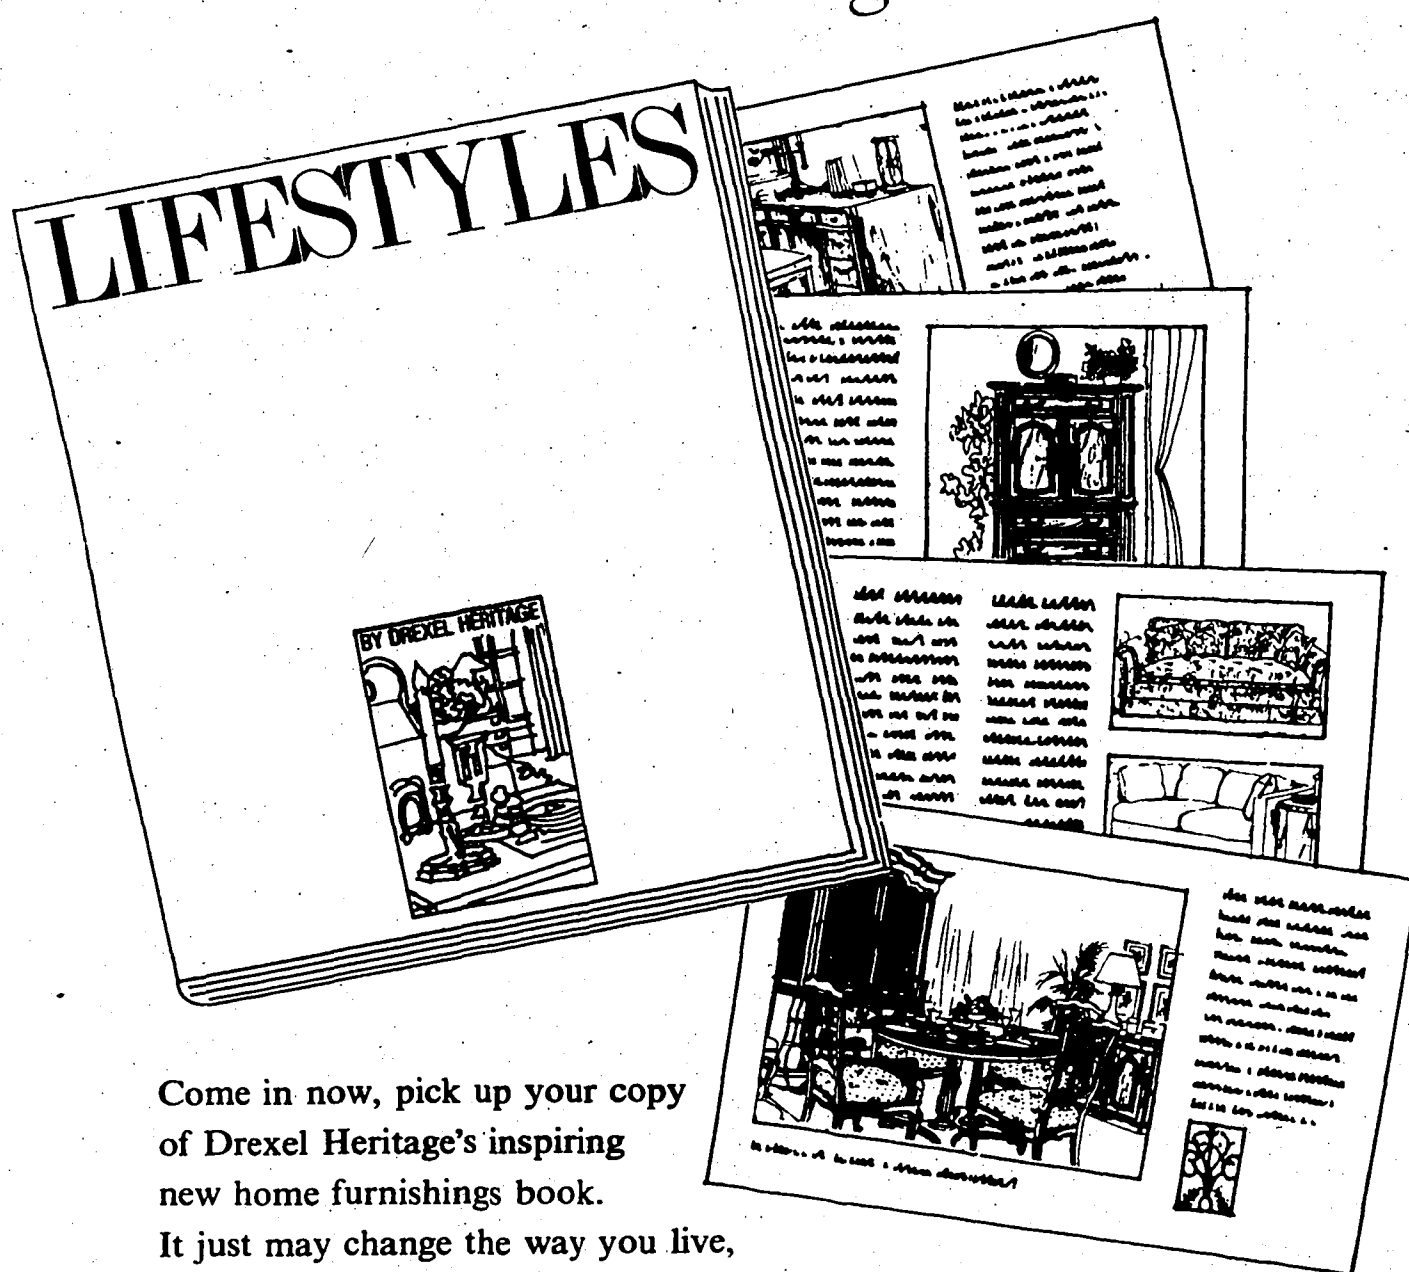 LIFESTYLES
BY DREXEL HERITAGE
Come in now, pick up your copy
of Drexel Heritage's inspiring
new home furnishings book.
It just may change the way you live,